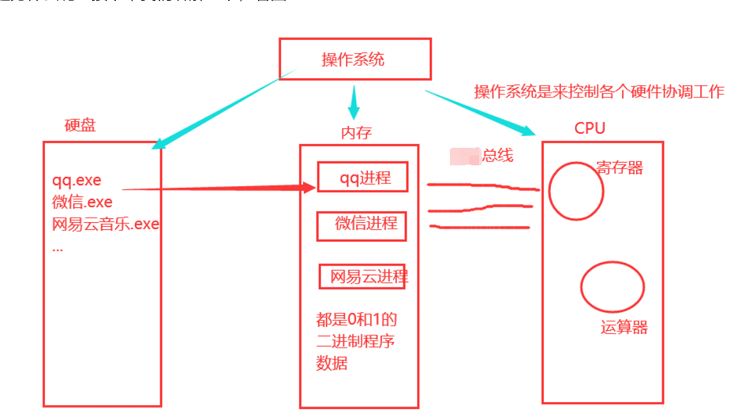 操作系统
操作系统是来控制各个硬件协调工作
硬盘
内存
CPU
qq.exe
微信.exe
网易云音乐.exe
...
qq进程
微信进程
网易云进程
都是0和1的
二进制程序
数据
总线
寄存器
运算器